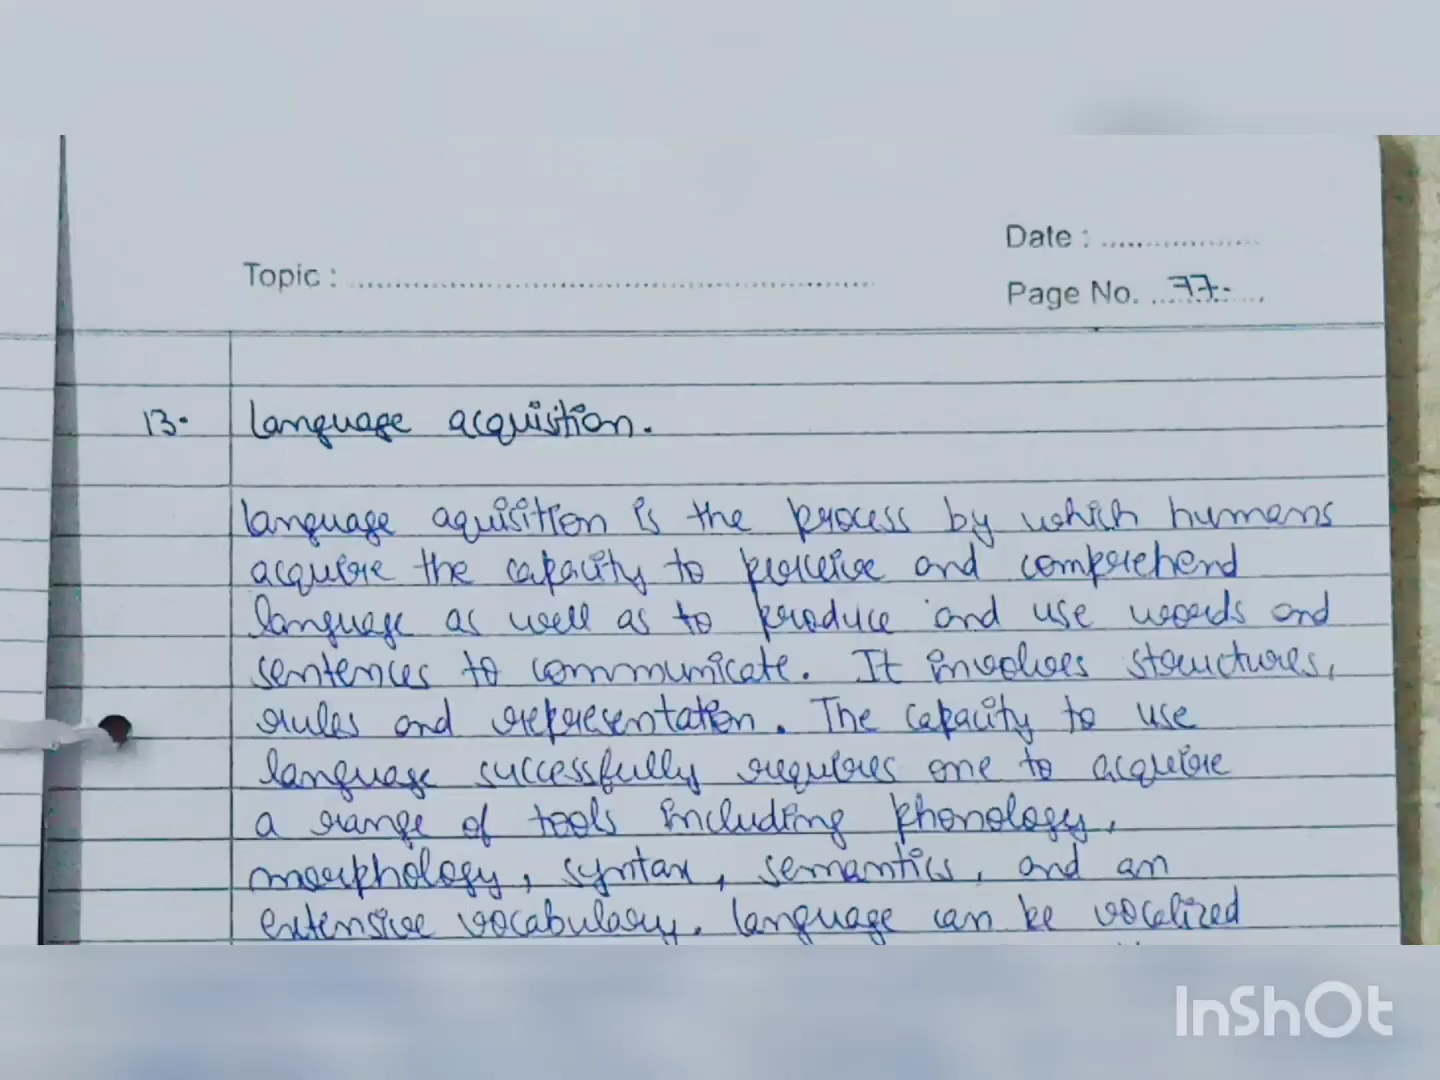 Date : ..................
Topic : ..........................................................
Page No. ...77.......
13. Language acquisition.
Language aquisition is the process by which humans
acquire the capacity to perceive and comprehend
language as well as to produce and use words and
sentences to communicate. It involves structures,
rules and representation. The capacity to use
language successfully requires one to acquire
a range of tools including phonology,
morphology, syntax, semantics, and an
extensive vocabulary. Language can be vocalized
InShOt